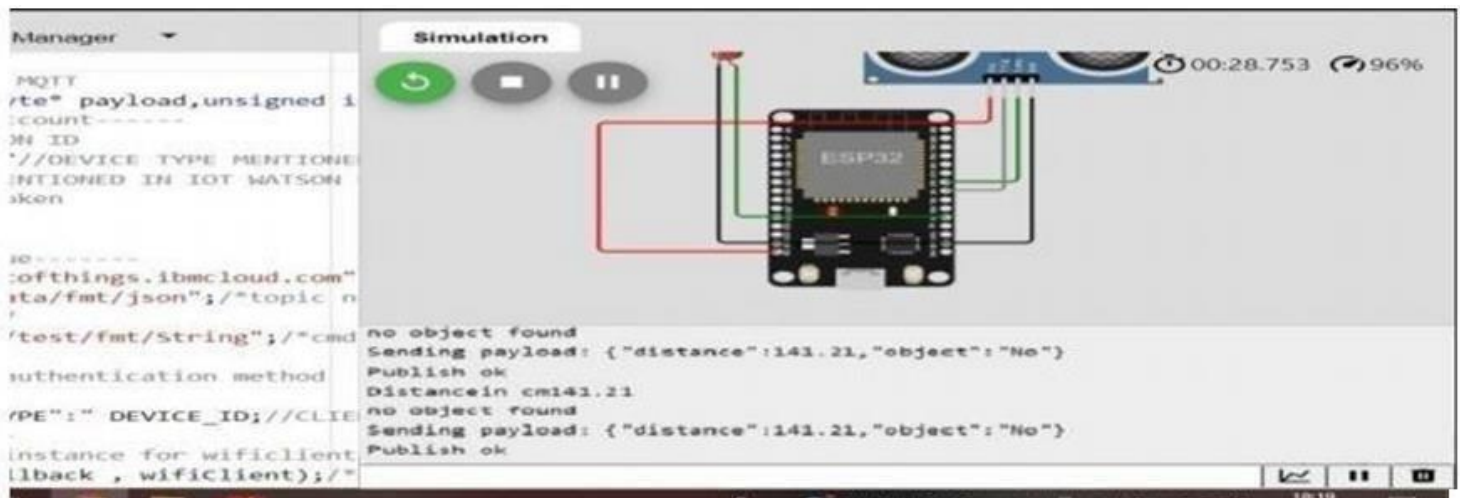 Manager
MQTT
yte* payload,unsigned i
count------
ON ID
"//DEVICE TYPE MENTIONE
ENTIONED IN IOT WATSON
oken
ue-------
tofthings.ibmcloud.com"
ata/fmt/json";/*topic n
/test/fmt/String";/*cmd
authentication method
YPE":" DEVICE_ID;//CLIE
instance for wificlient
llback , wifiClient);/*
Simulation
00:28.753 96%
ESP32
no object found
Sending payload: {"distance":141.21,"object":"No"}
Publish ok
Distancein cm141.21
no object found
Sending payload: {"distance":141.21,"object":"No"}
Publish ok